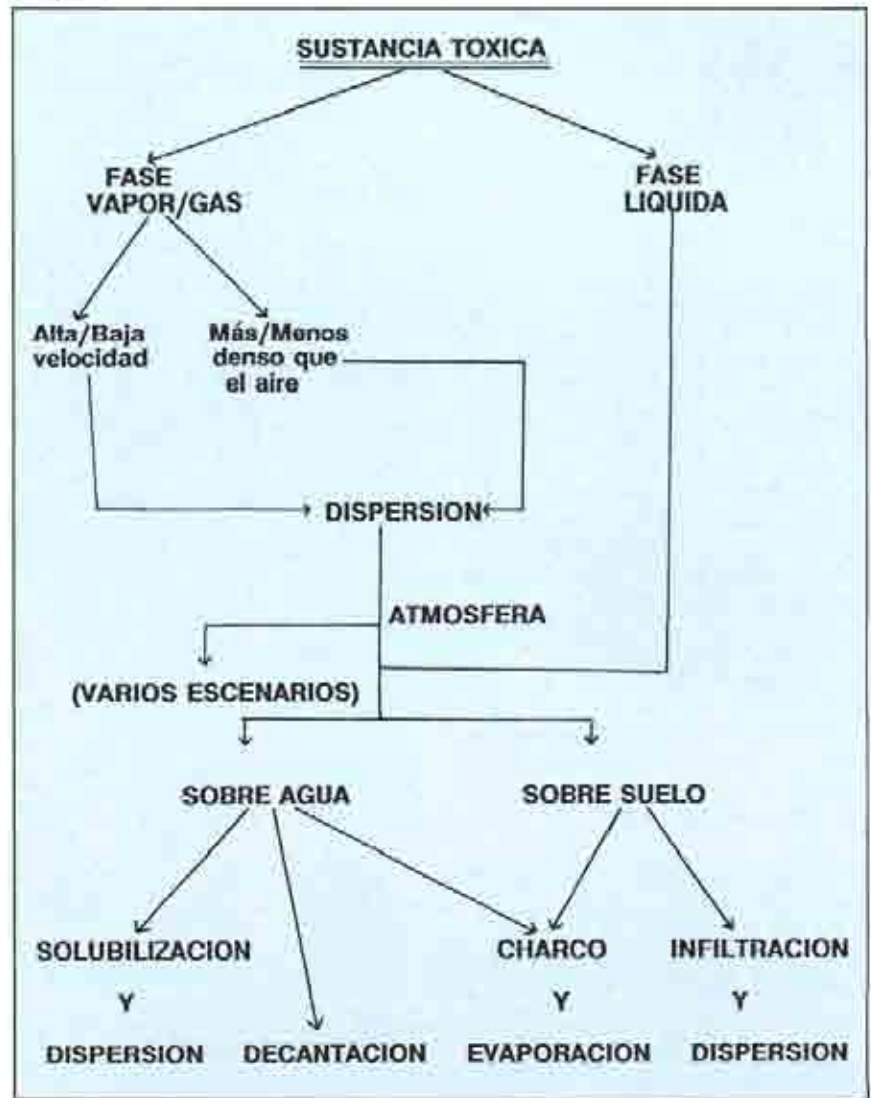 SUSTANCIA TOXICA
FASE
VAPOR/GAS
FASE
LIQUIDA
Alta/Baja
velocidad
Más/Menos
denso que
el aire
DISPERSION
ATMOSFERA
(VARIOS ESCENARIOS)
SOBRE AGUA
SOBRE SUELO
SOLUBILIZACION
Y
DISPERSION
DECANTACION
CHARCO
Y
EVAPORACION
INFILTRACION
Y
DISPERSION